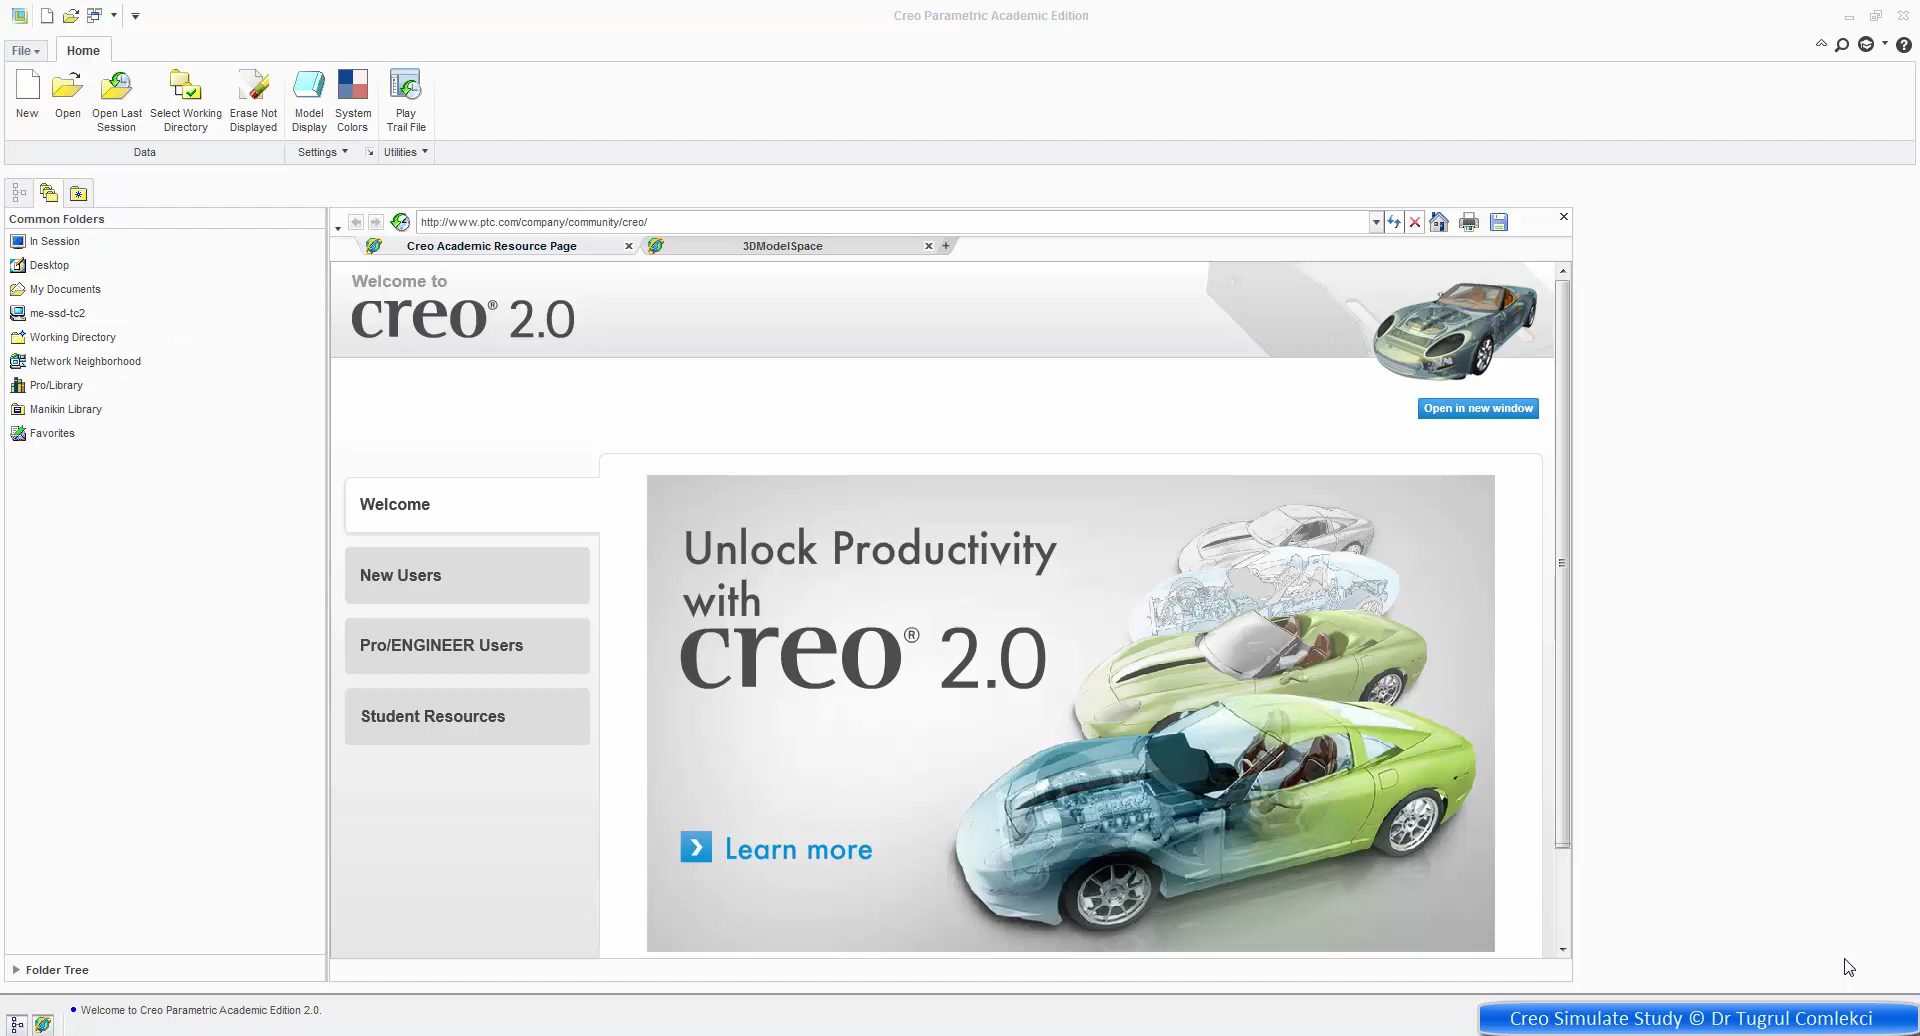 Creo Parametric Academic Edition
File
Home
New
Open
Open Last
Session
Select Working
Directory
Erase Not
Displayed
Model
Display
System
Colors
Play
Trail File
Data
Settings
Utilities
Common Folders
In Session
Desktop
My Documents
me-ssd-tc2
Working Directory
Network Neighborhood
Pro/Library
Manikin Library
Favorites
Folder Tree
http://www.ptc.com/company/community/creo/
Creo Academic Resource Page
3DModelSpace
Welcome to
creo® 2.0
Open in new window
Welcome
New Users
Pro/ENGINEER Users
Student Resources
Unlock Productivity
with
creo® 2.0
Learn more
Welcome to Creo Parametric Academic Edition 2.0.
Creo Simulate Study © Dr Tugrul Comlekci